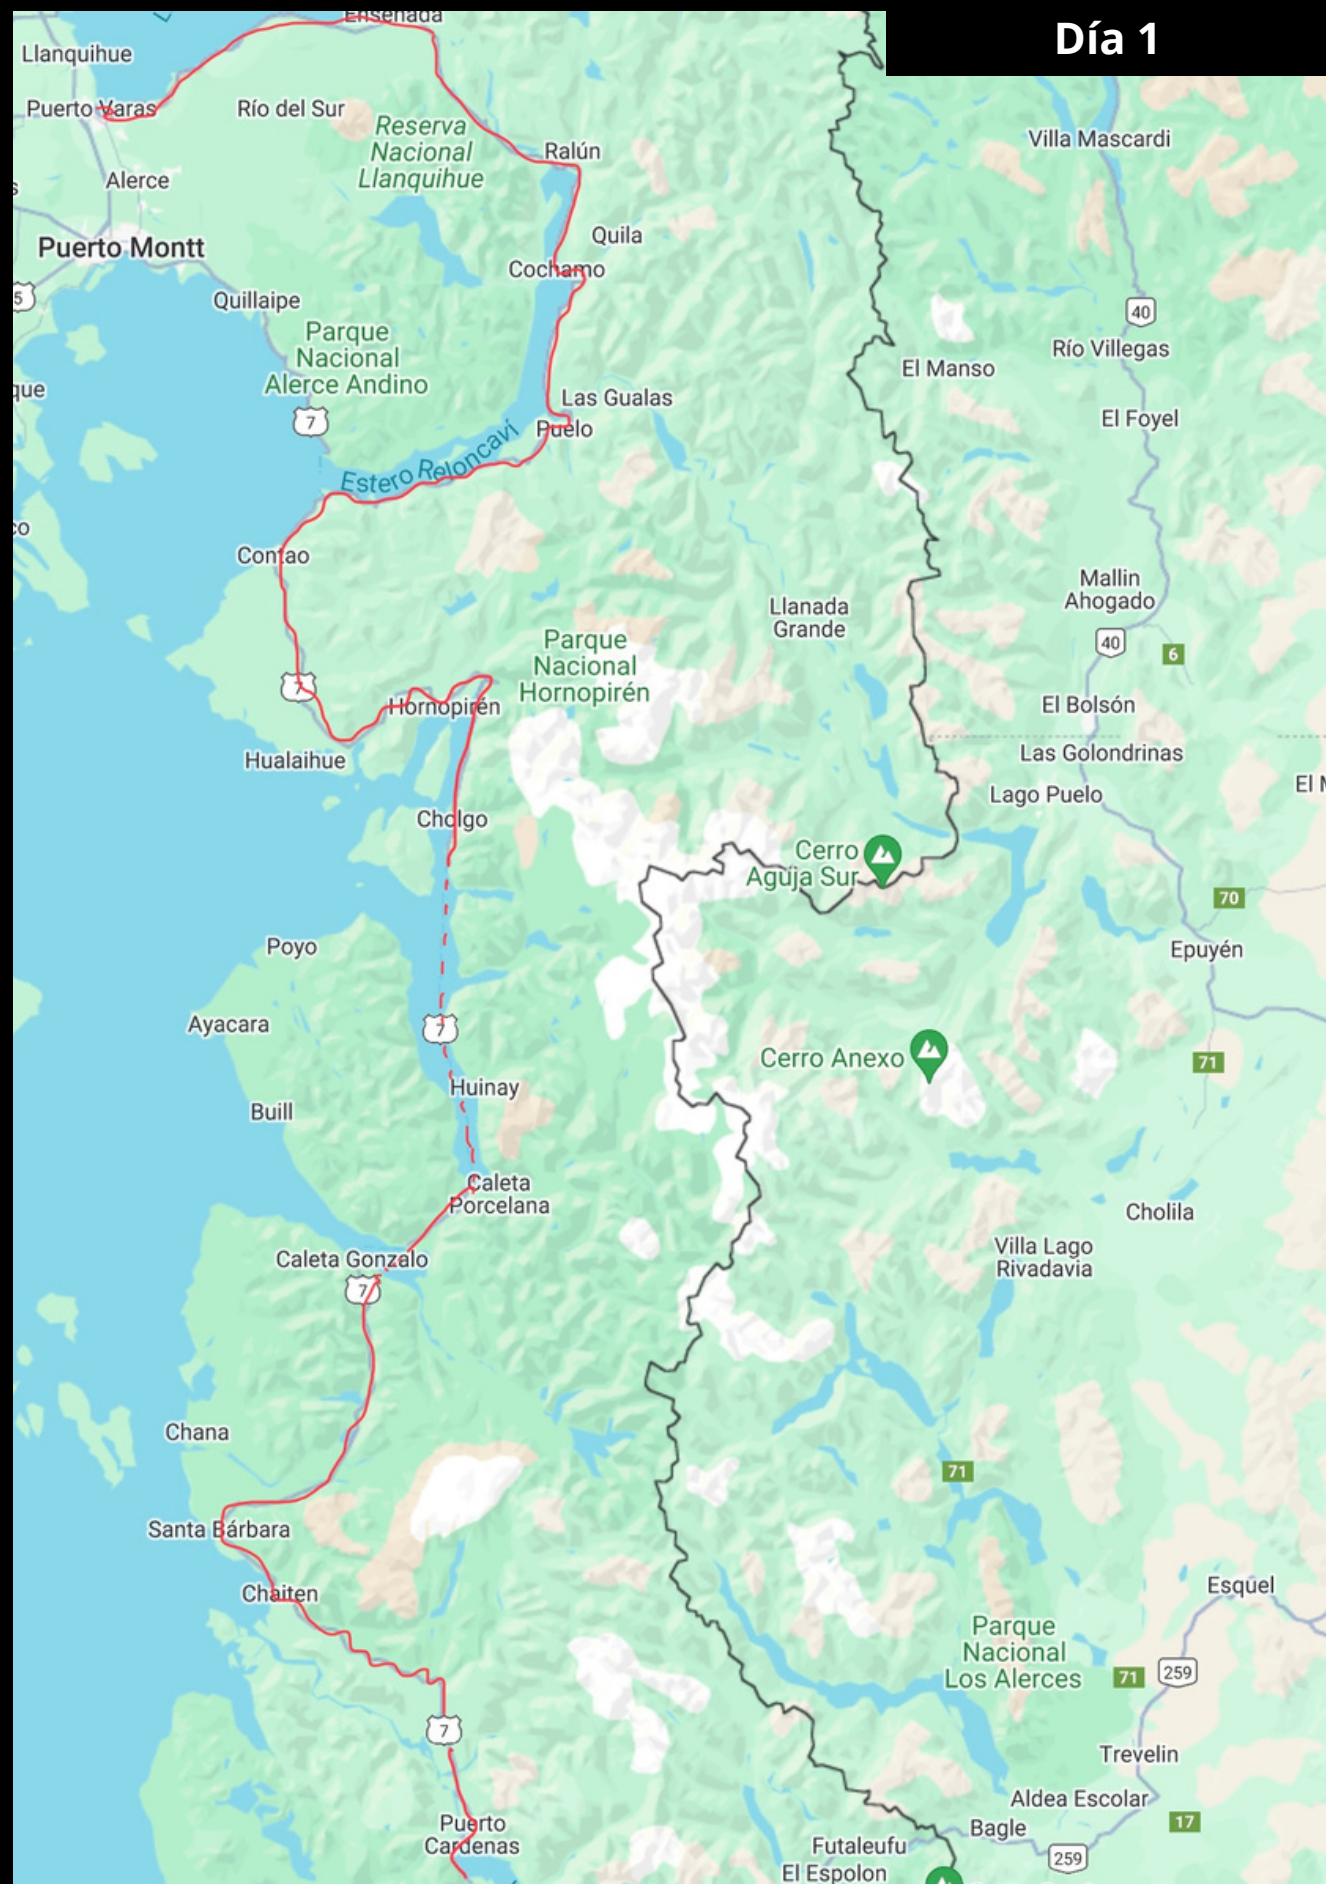 Día 1
Ensenada
Llanquihue
Puerto Varas
Río del Sur
Reserva
Nacional
Llanquihue
Ralún
Villa Mascardi
Alerce
Quila
Puerto Montt
Cochamo
5
Quillaipe
40
Parque
Nacional
Alerce Andino
Río Villegas
El Manso
que
Las Gualas
7
El Foyel
Puelo
Estero Reloncaví
co
Contao
Mallin
Ahogado
Llanada
Grande
40
6
Parque
Nacional
Hornopirén
7
Hornopirén
El Bolsón
Hualaihue
Las Golondrinas
Lago Puelo
Cholgo
Cerro
Aguja Sur
70
Poyo
Epuyén
Ayacara
7
Cerro Anexo
71
Huinay
Buill
Caleta
Porcelana
Cholila
Caleta Gonzalo
Villa Lago
Rivadavia
7
Chana
71
Santa Bárbara
Chaiten
Esquel
Parque
Nacional
Los Alerces
71
259
7
Trevelin
Aldea Escolar
Puerto
Cardenas
Bagle
17
Futaleufu
259
El Espolon